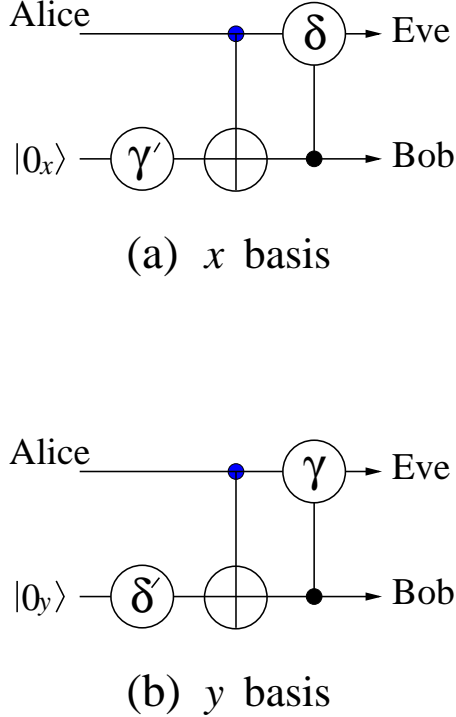 Alice δ Eve
|0x⟩ γ′ Bob
(a) x basis
Alice γ Eve
|0y⟩ δ′ Bob
(b) y basis